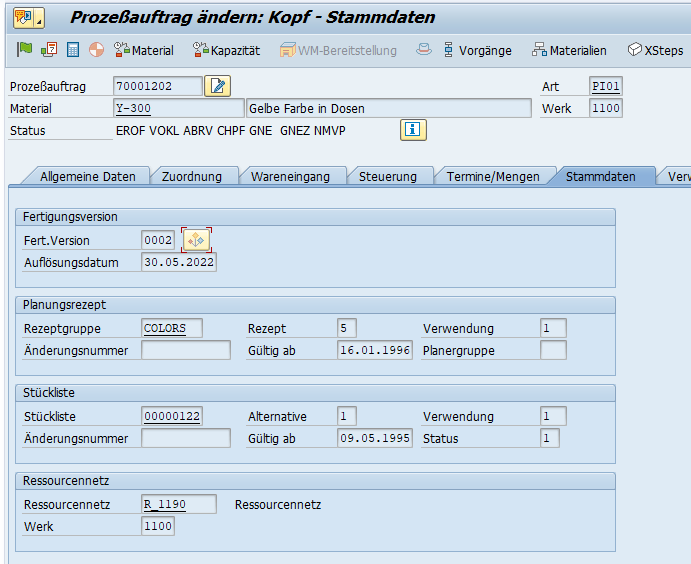 Prozeßauftrag ändern: Kopf - Stammdaten
Material Kapazität WM-Bereitstellung Vorgänge Materialien XSteps
Prozeßauftrag 70001202 Art PI01
Material Y-300 Gelbe Farbe in Dosen Werk 1100
Status EROF VOKL ABRV CHPF GNE GNEZ NMVP
Allgemeine Daten Zuordnung Wareneingang Steuerung Termine/Mengen Stammdaten Verw
Fertigungsversion
Fert.Version 0002
Auflösungsdatum 30.05.2022
Planungsrezept
Rezeptgruppe COLORS Rezept 5 Verwendung 1
Änderungsnummer Gültig ab 16.01.1996 Planergruppe
Stückliste
Stückliste 00000122 Alternative 1 Verwendung 1
Änderungsnummer Gültig ab 09.05.1995 Status 1
Ressourcennetz
Ressourcennetz R_1190 Ressourcennetz
Werk 1100